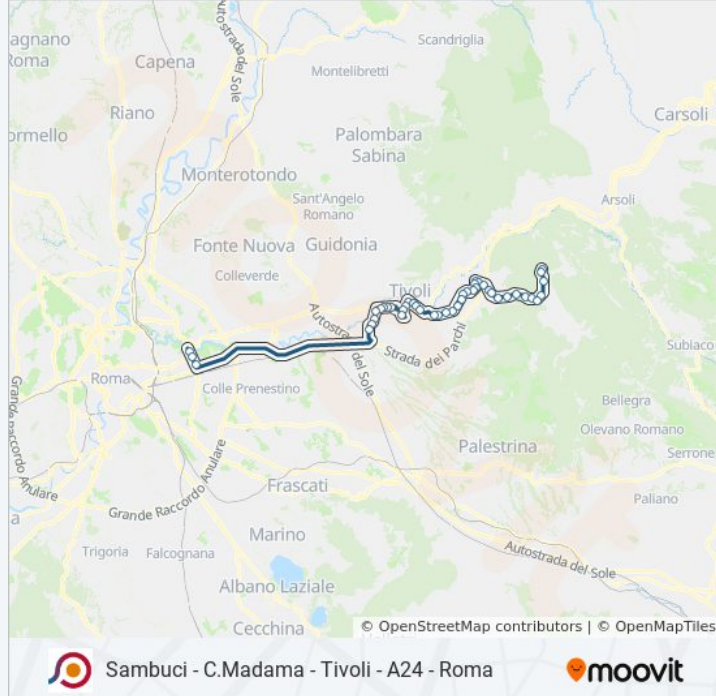 Autostrada del Sole
Scandriglia
agnano
Roma
Capena
Montelibretti
Riano
Carsoli
ormello
Palombara
Sabina
Monterotondo
Arsoli
Sant'Angelo
Romano
Fonte Nuova
Guidonia
Colleverde
Tivoli
Autostrada del Sole
Strada dei Parchi
Subiaco
Roma
Colle Prenestino
Grande Raccordo Anulare
Bellegra
Olevano Romano
Palestrina
Serrone
Frascati
Paliano
Grande Raccordo Anulare
a
Marino
Trigoria
Falcognana
Autostrada del Sole
Albano Laziale
Cecchina
© OpenStreetMap contributors | © OpenMapTiles
Sambuci - C.Madama - Tivoli - A24 - Roma
moovit